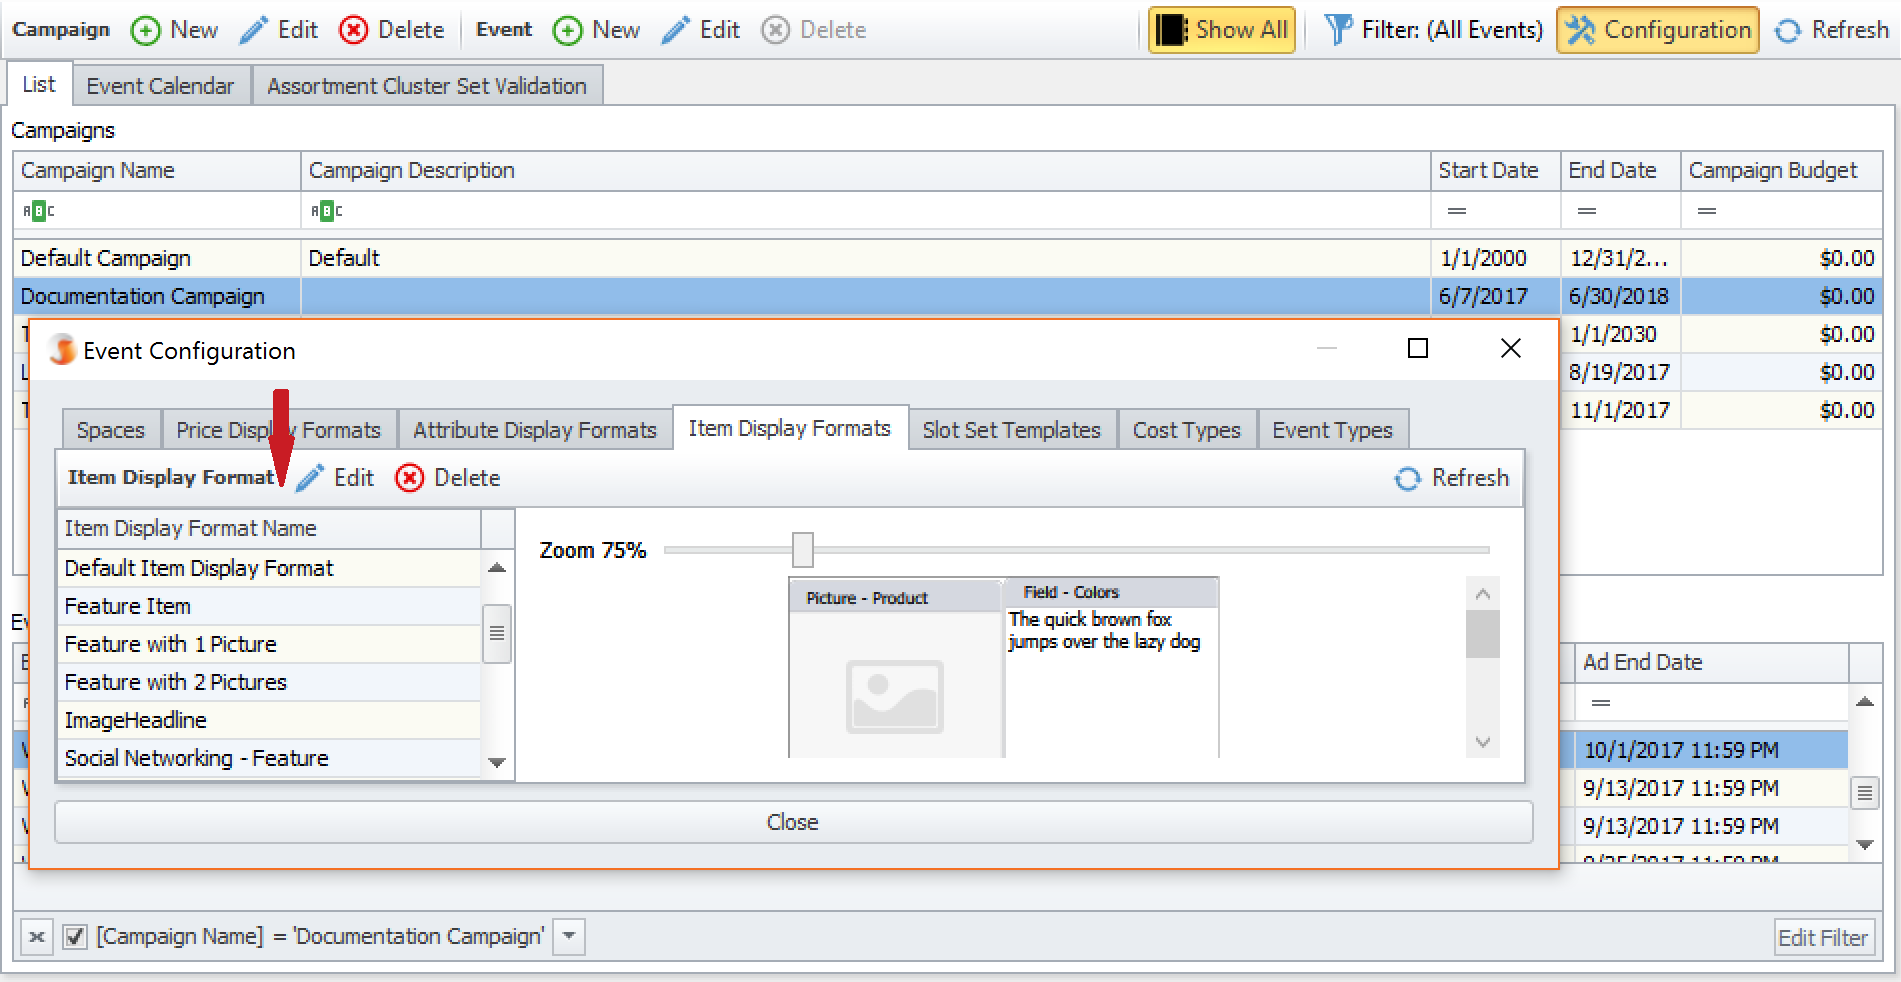 Campaign New Edit Delete Event New Edit Delete Show All Filter: (All Events) Configuration Refresh
List Event Calendar Assortment Cluster Set Validation
Campaigns
Campaign Name Campaign Description Start Date End Date Campaign Budget
ABC ABC = = =
Default Campaign Default 1/1/2000 12/31/2... $0.00
Documentation Campaign 6/7/2017 6/30/2018 $0.00
1/1/2030 $0.00
8/19/2017 $0.00
11/1/2017 $0.00
Event Configuration
Spaces Price Display Formats Attribute Display Formats Item Display Formats Slot Set Templates Cost Types Event Types
Item Display Format Edit Delete Refresh
Item Display Format Name
Default Item Display Format
Feature Item
Feature with 1 Picture
Feature with 2 Pictures
ImageHeadline
Social Networking - Feature
Zoom 75%
Picture - Product
Field - Colors
The quick brown fox
jumps over the lazy dog
Close
Ad End Date
=
10/1/2017 11:59 PM
9/13/2017 11:59 PM
9/13/2017 11:59 PM
[Campaign Name] = 'Documentation Campaign' Edit Filter